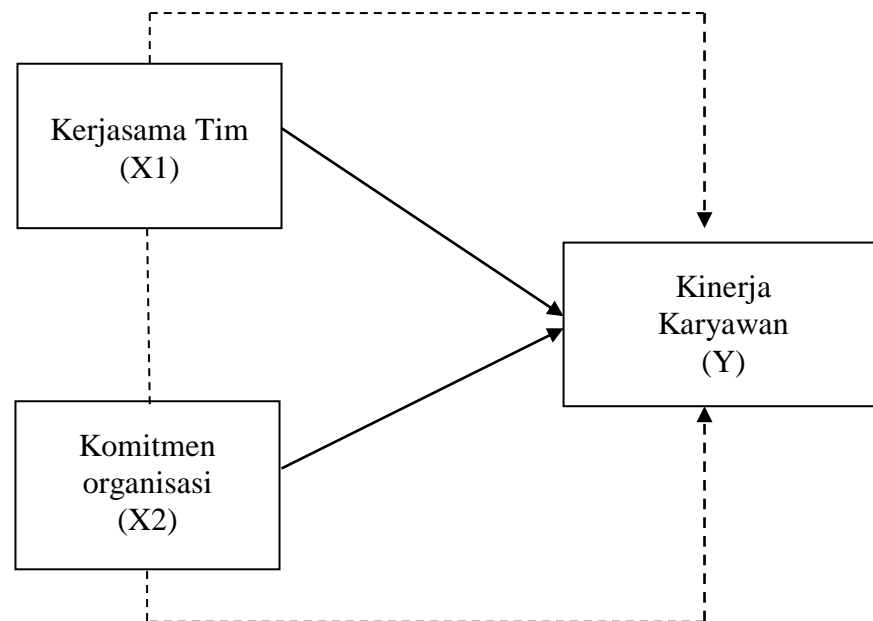 Kerjasama Tim
(X1)
Kinerja
Karyawan
(Y)
Komitmen
organisasi
(X2)